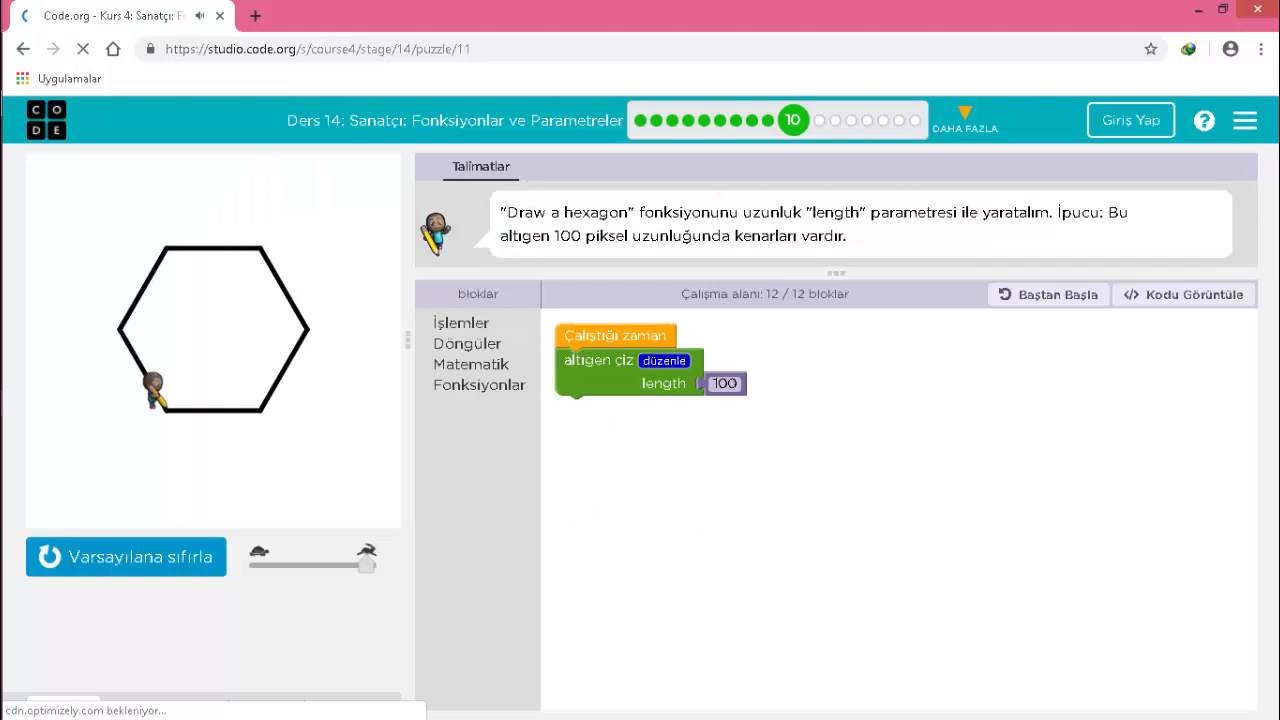 Code.org - Kurs 4: Sanatçı: Fo
https://studio.code.org/s/course4/stage/14/puzzle/11
Uygulamalar
C O
D E
Ders 14: Sanatçı: Fonksiyonlar ve Parametreler
10
DAHA FAZLA
Giriş Yap
?
Talimatlar
"Draw a hexagon" fonksiyonunu uzunluk "length" parametresi ile yaratalım. İpucu: Bu
altıgen 100 piksel uzunluğunda kenarları vardır.
bloklar
Çalışma alanı: 12 / 12 bloklar
Baştan Başla
Kodu Görüntüle
İşlemler
Döngüler
Matematik
Fonksiyonlar
Çalıştığı zaman
altıgen çiz düzenle
length 100
Varsayılana sıfırla
cdn.optimizely.com bekleniyor...